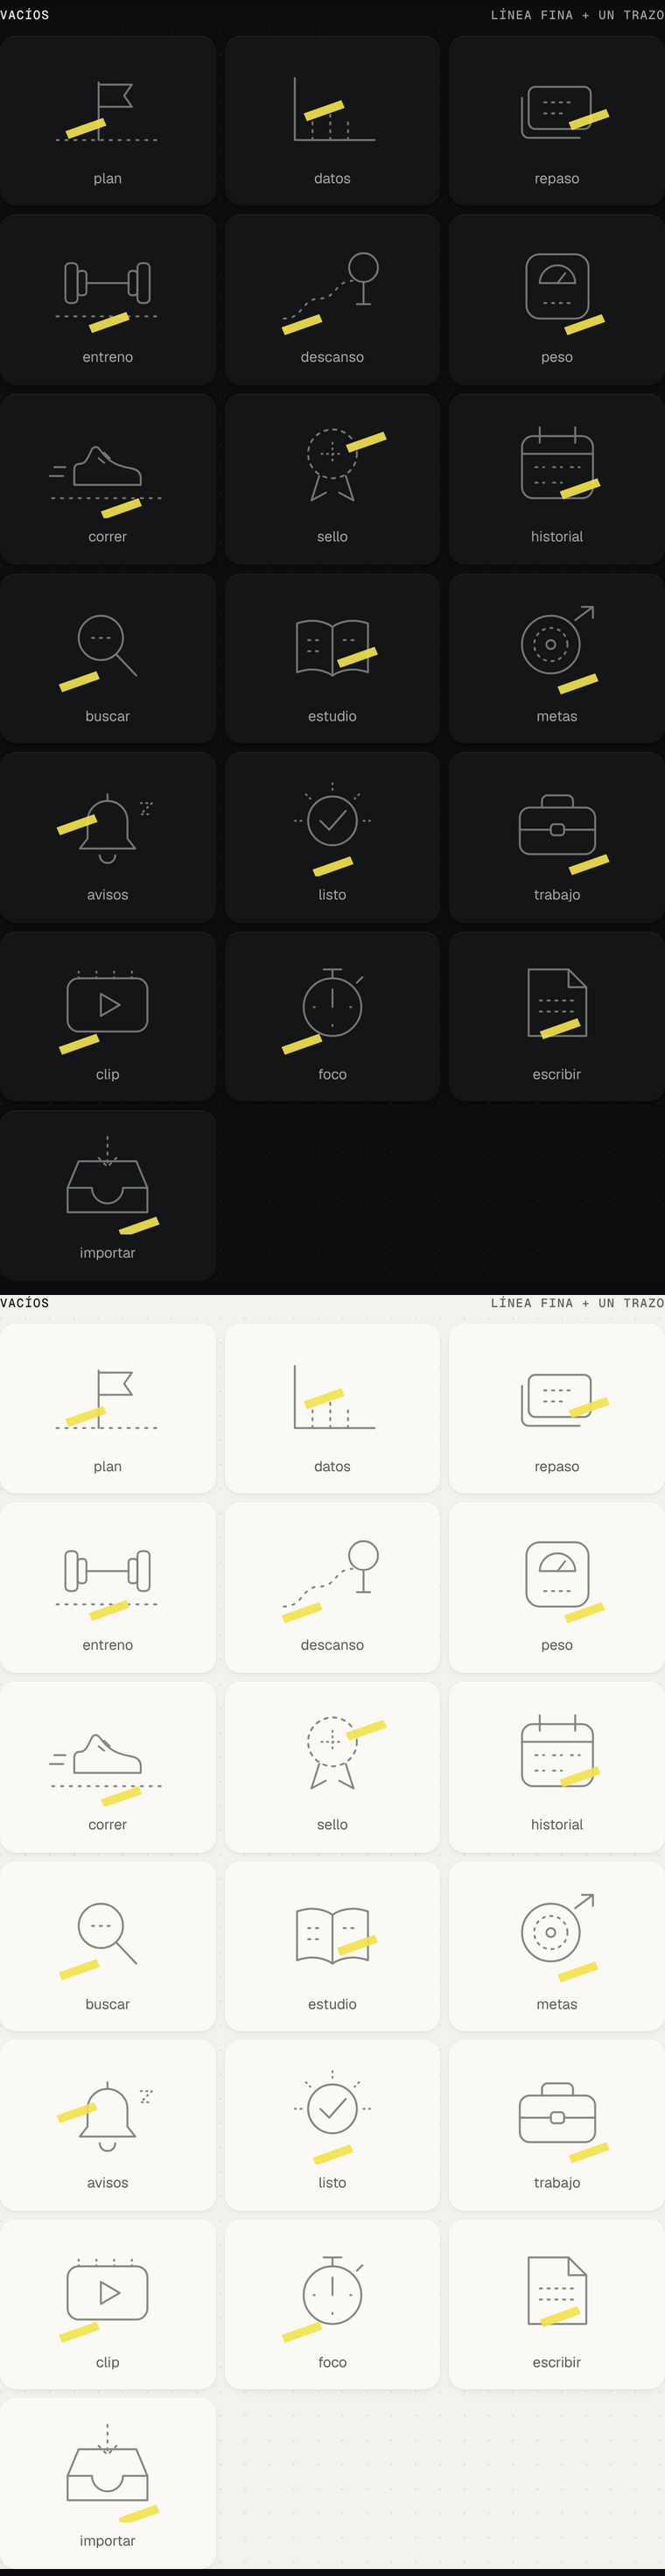 VACÍOS LÍNEA FINA + UN TRAZO
plan datos repaso
entreno descanso peso
correr sello historial
buscar estudio metas
avisos listo trabajo
clip foco escribir
importar
VACÍOS LÍNEA FINA + UN TRAZO
plan datos repaso
entreno descanso peso
correr sello historial
buscar estudio metas
avisos listo trabajo
clip foco escribir
importar